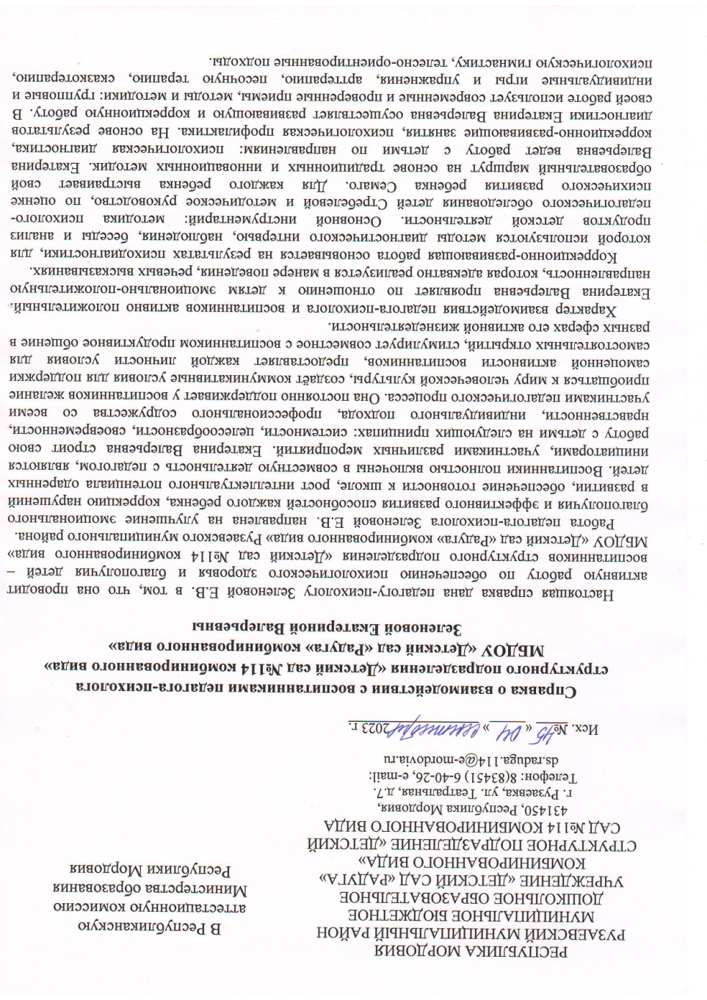 РЕСПУБЛИКА МОРДОВИЯ
РУЗАЕВСКИЙ МУНИЦИПАЛЬНЫЙ РАЙОН
МУНИЦИПАЛЬНОЕ БЮДЖЕТНОЕ
ДОШКОЛЬНОЕ ОБРАЗОВАТЕЛЬНОЕ
УЧРЕЖДЕНИЕ «ДЕТСКИЙ САД «РАДУГА»
КОМБИНИРОВАННОГО ВИДА»
СТРУКТУРНОЕ ПОДРАЗДЕЛЕНИЕ «ДЕТСКИЙ
САД №114 КОМБИНИРОВАННОГО ВИДА
431450, Республика Мордовия,
г. Рузаевка, ул. Театральная, д.7.
Телефон: 8(83451) 6-40-26, e-mail:
ds.raduga.114@e-mordovia.ru
В Республиканскую
аттестационную комиссию
Министерства образования
Республики Мордовия
Исх. № 45 « 04 » сентября 2023 г.
Справка о взаимодействии с воспитанниками педагога-психолога
структурного подразделения «Детский сад №114 комбинированного вида»
МБДОУ «Детский сад «Радуга» комбинированного вида»
Зеленовой Екатериной Валерьевны
Настоящая справка дана педагогу-психологу Зеленовой Е.В. в том, что она проводит
активную работу по обеспечению психологического здоровья и благополучия детей –
воспитанников структурного подразделения «Детский сад №114 комбинированного вида»
МБДОУ «Детский сад «Радуга» комбинированного вида» Рузаевского муниципального района.
Работа педагога-психолога Зеленовой Е.В. направлена на улучшение эмоционального
благополучия и эффективного развития способностей каждого ребенка, коррекцию нарушений
в развитии, обеспечение готовности к школе, рост интеллектуального потенциала одаренных
детей. Воспитанники полностью включены в совместную деятельность с педагогом, являются
инициаторами, участниками различных мероприятий. Екатерина Валерьевна строит свою
работу с детьми на следующих принципах: системности, целесообразности, своевременности,
нравственности, индивидуального подхода, профессионального содружества со всеми
участниками педагогического процесса. Она постоянно поддерживает у воспитанников желание
приобщаться к миру человеческой культуры, создаёт коммуникативные условия для поддержки
самоценной активности воспитанников, предоставляет каждой личности условия для
самостоятельных открытий, стимулирует совместное с воспитанником продуктивное общение в
разных сферах его активной жизнедеятельности.
Характер взаимодействия педагога-психолога и воспитанников активно положительный.
Екатерина Валерьевна проявляет по отношению к детям эмоционально-положительную
направленность, которая адекватно реализуется в манере поведения, речевых высказываниях.
Коррекционно-развивающая работа основывается на результатах психодиагностики, для
которой используются методы диагностического интервью, наблюдения, беседы и анализ
продуктов детской деятельности. Основной инструментарий: методика психолого-
педагогического обследования детей Стребелевой и методическое руководство, по оценке
психического развития ребенка Семаго. Для каждого ребенка выстраивает свой
образовательный маршрут на основе традиционных и инновационных методик. Екатерина
Валерьевна ведет работу с детьми по направлениям: психологическая диагностика,
коррекционно-развивающие занятия, психологическая профилактика. На основе результатов
диагностики Екатерина Валерьевна осуществляет развивающую и коррекционную работу. В
своей работе использует современные и проверенные приемы, методы и методики: групповые и
индивидуальные игры и упражнения, арттерапию, песочную терапию, сказкотерапию,
психологическую гимнастику, телесно-ориентированные подходы.